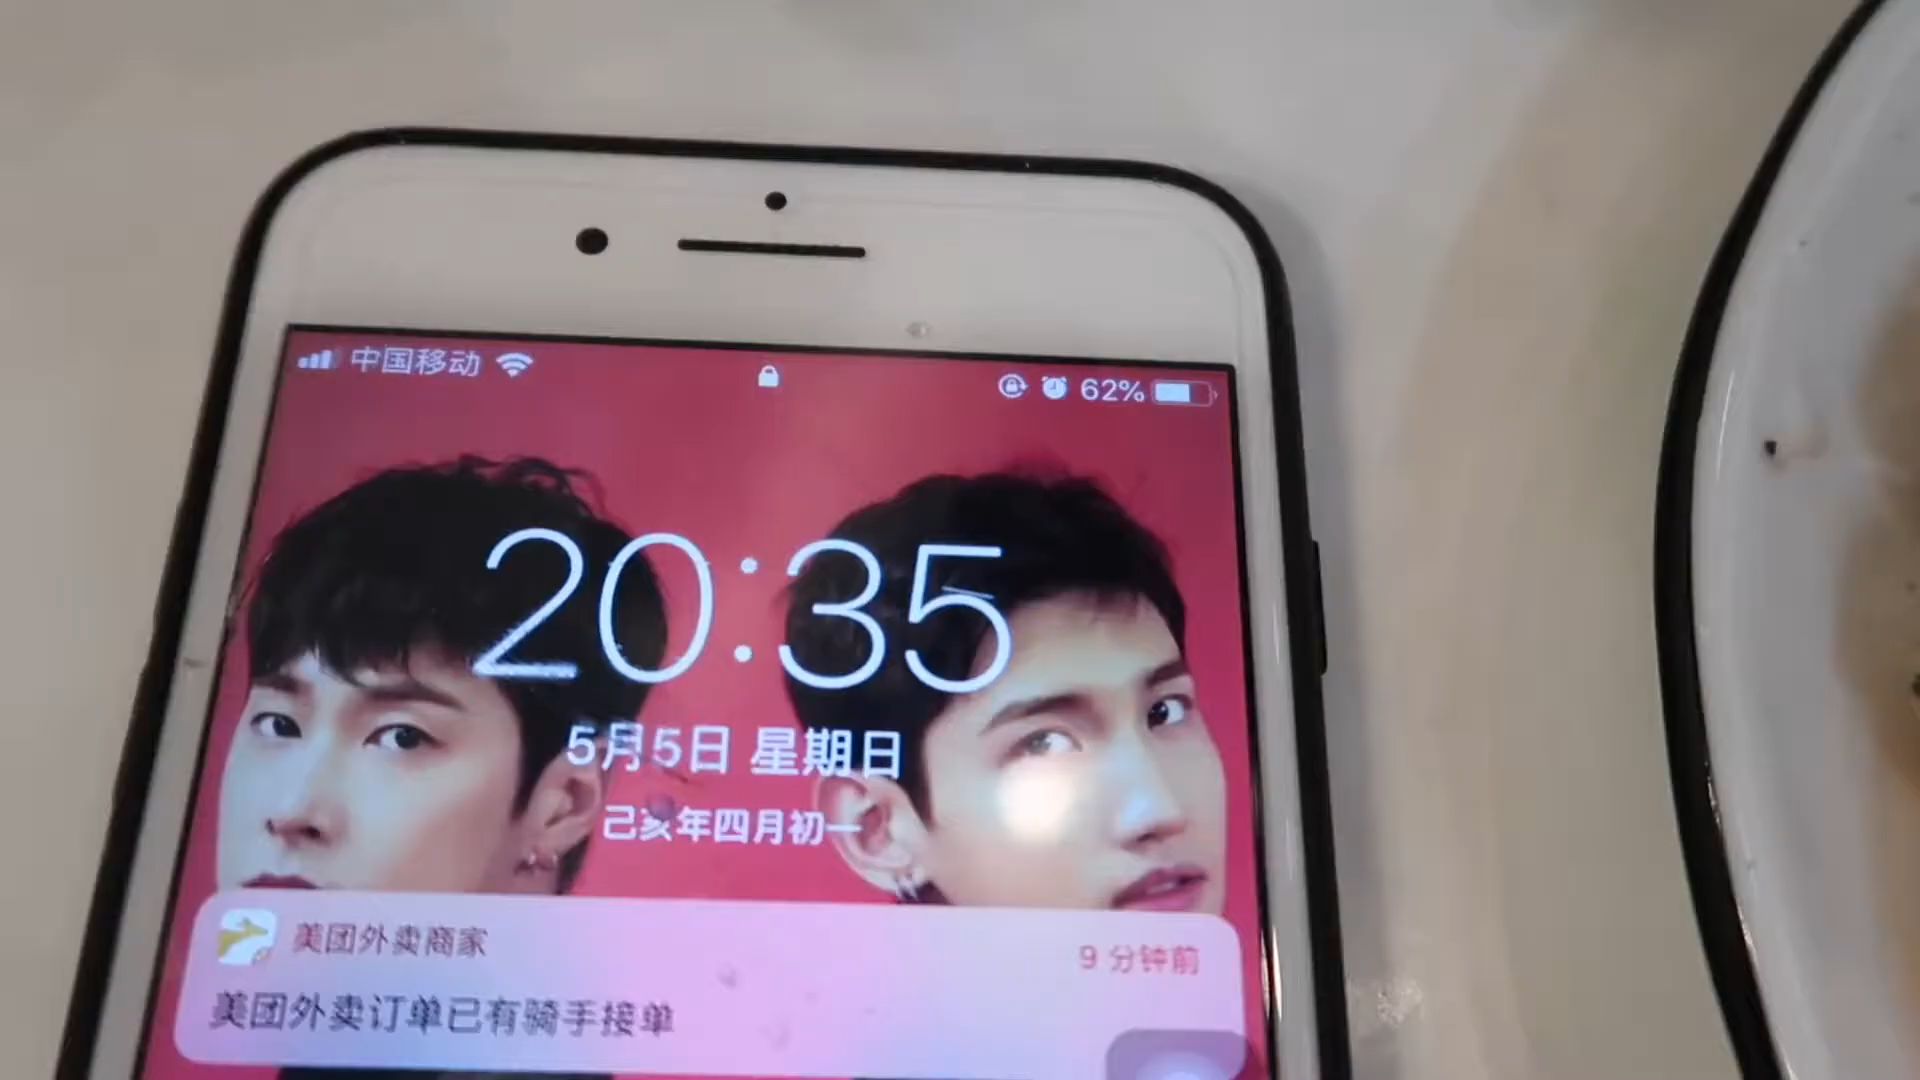 中国移动 62%
20:35
5月5日 星期日
己亥年四月初一
美团外卖商家 9 分钟前
美团外卖订单已有骑手接单